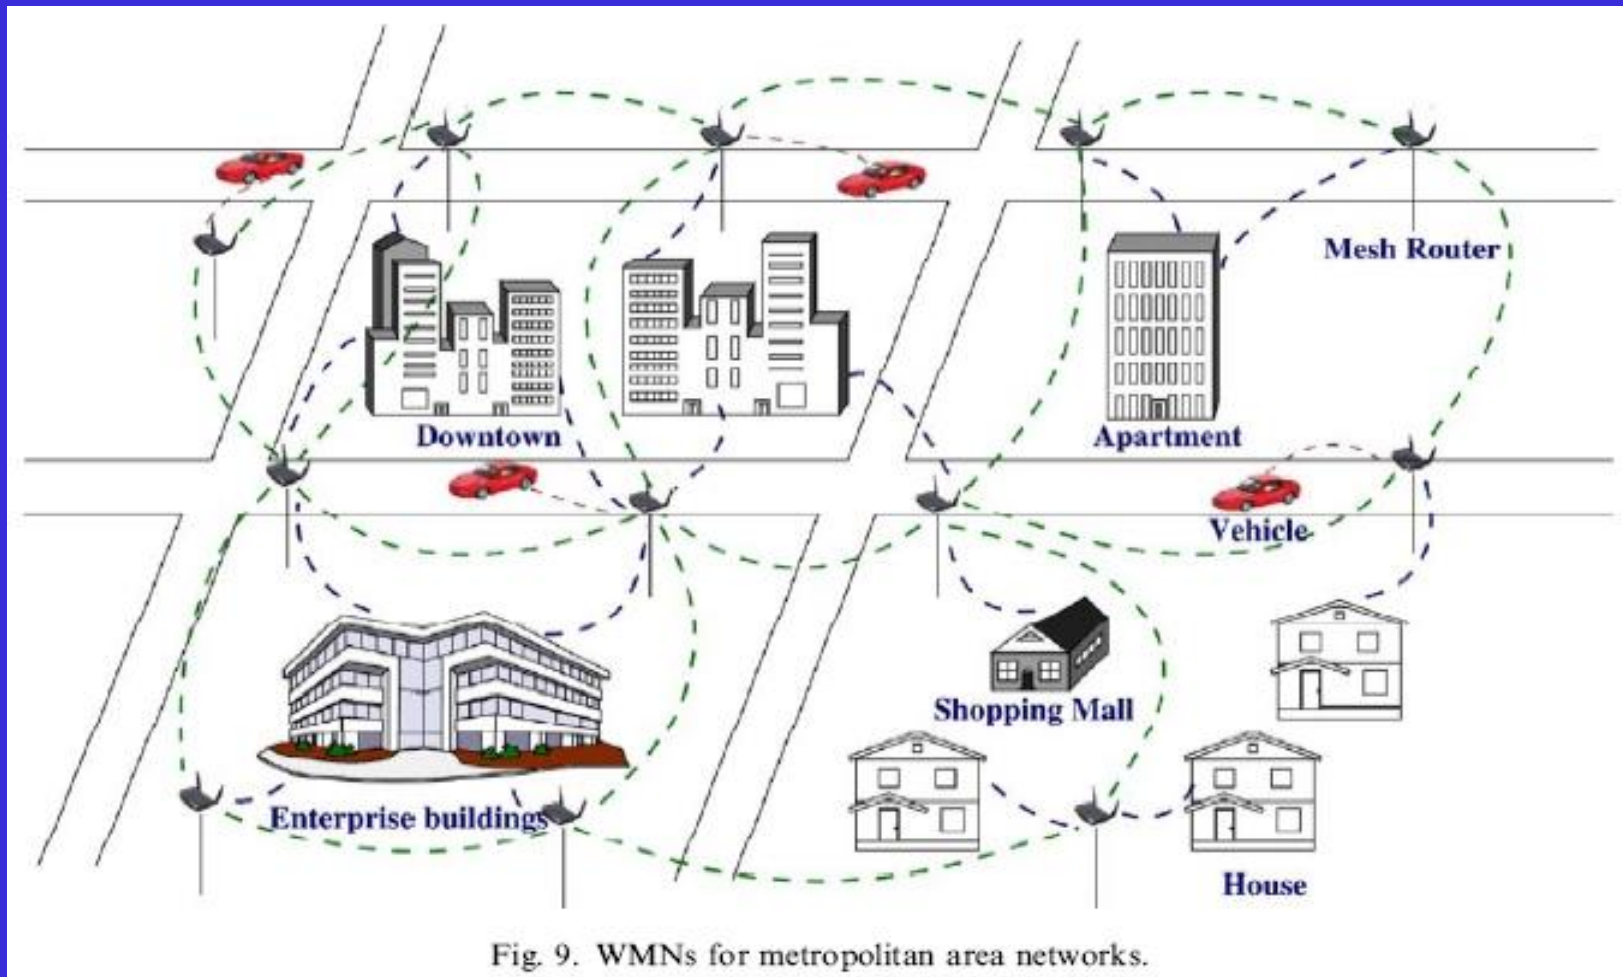 Mesh Router
Downtown
Apartment
Vehicle
Shopping Mall
Enterprise buildings
House
Fig. 9. WMNs for metropolitan area networks.